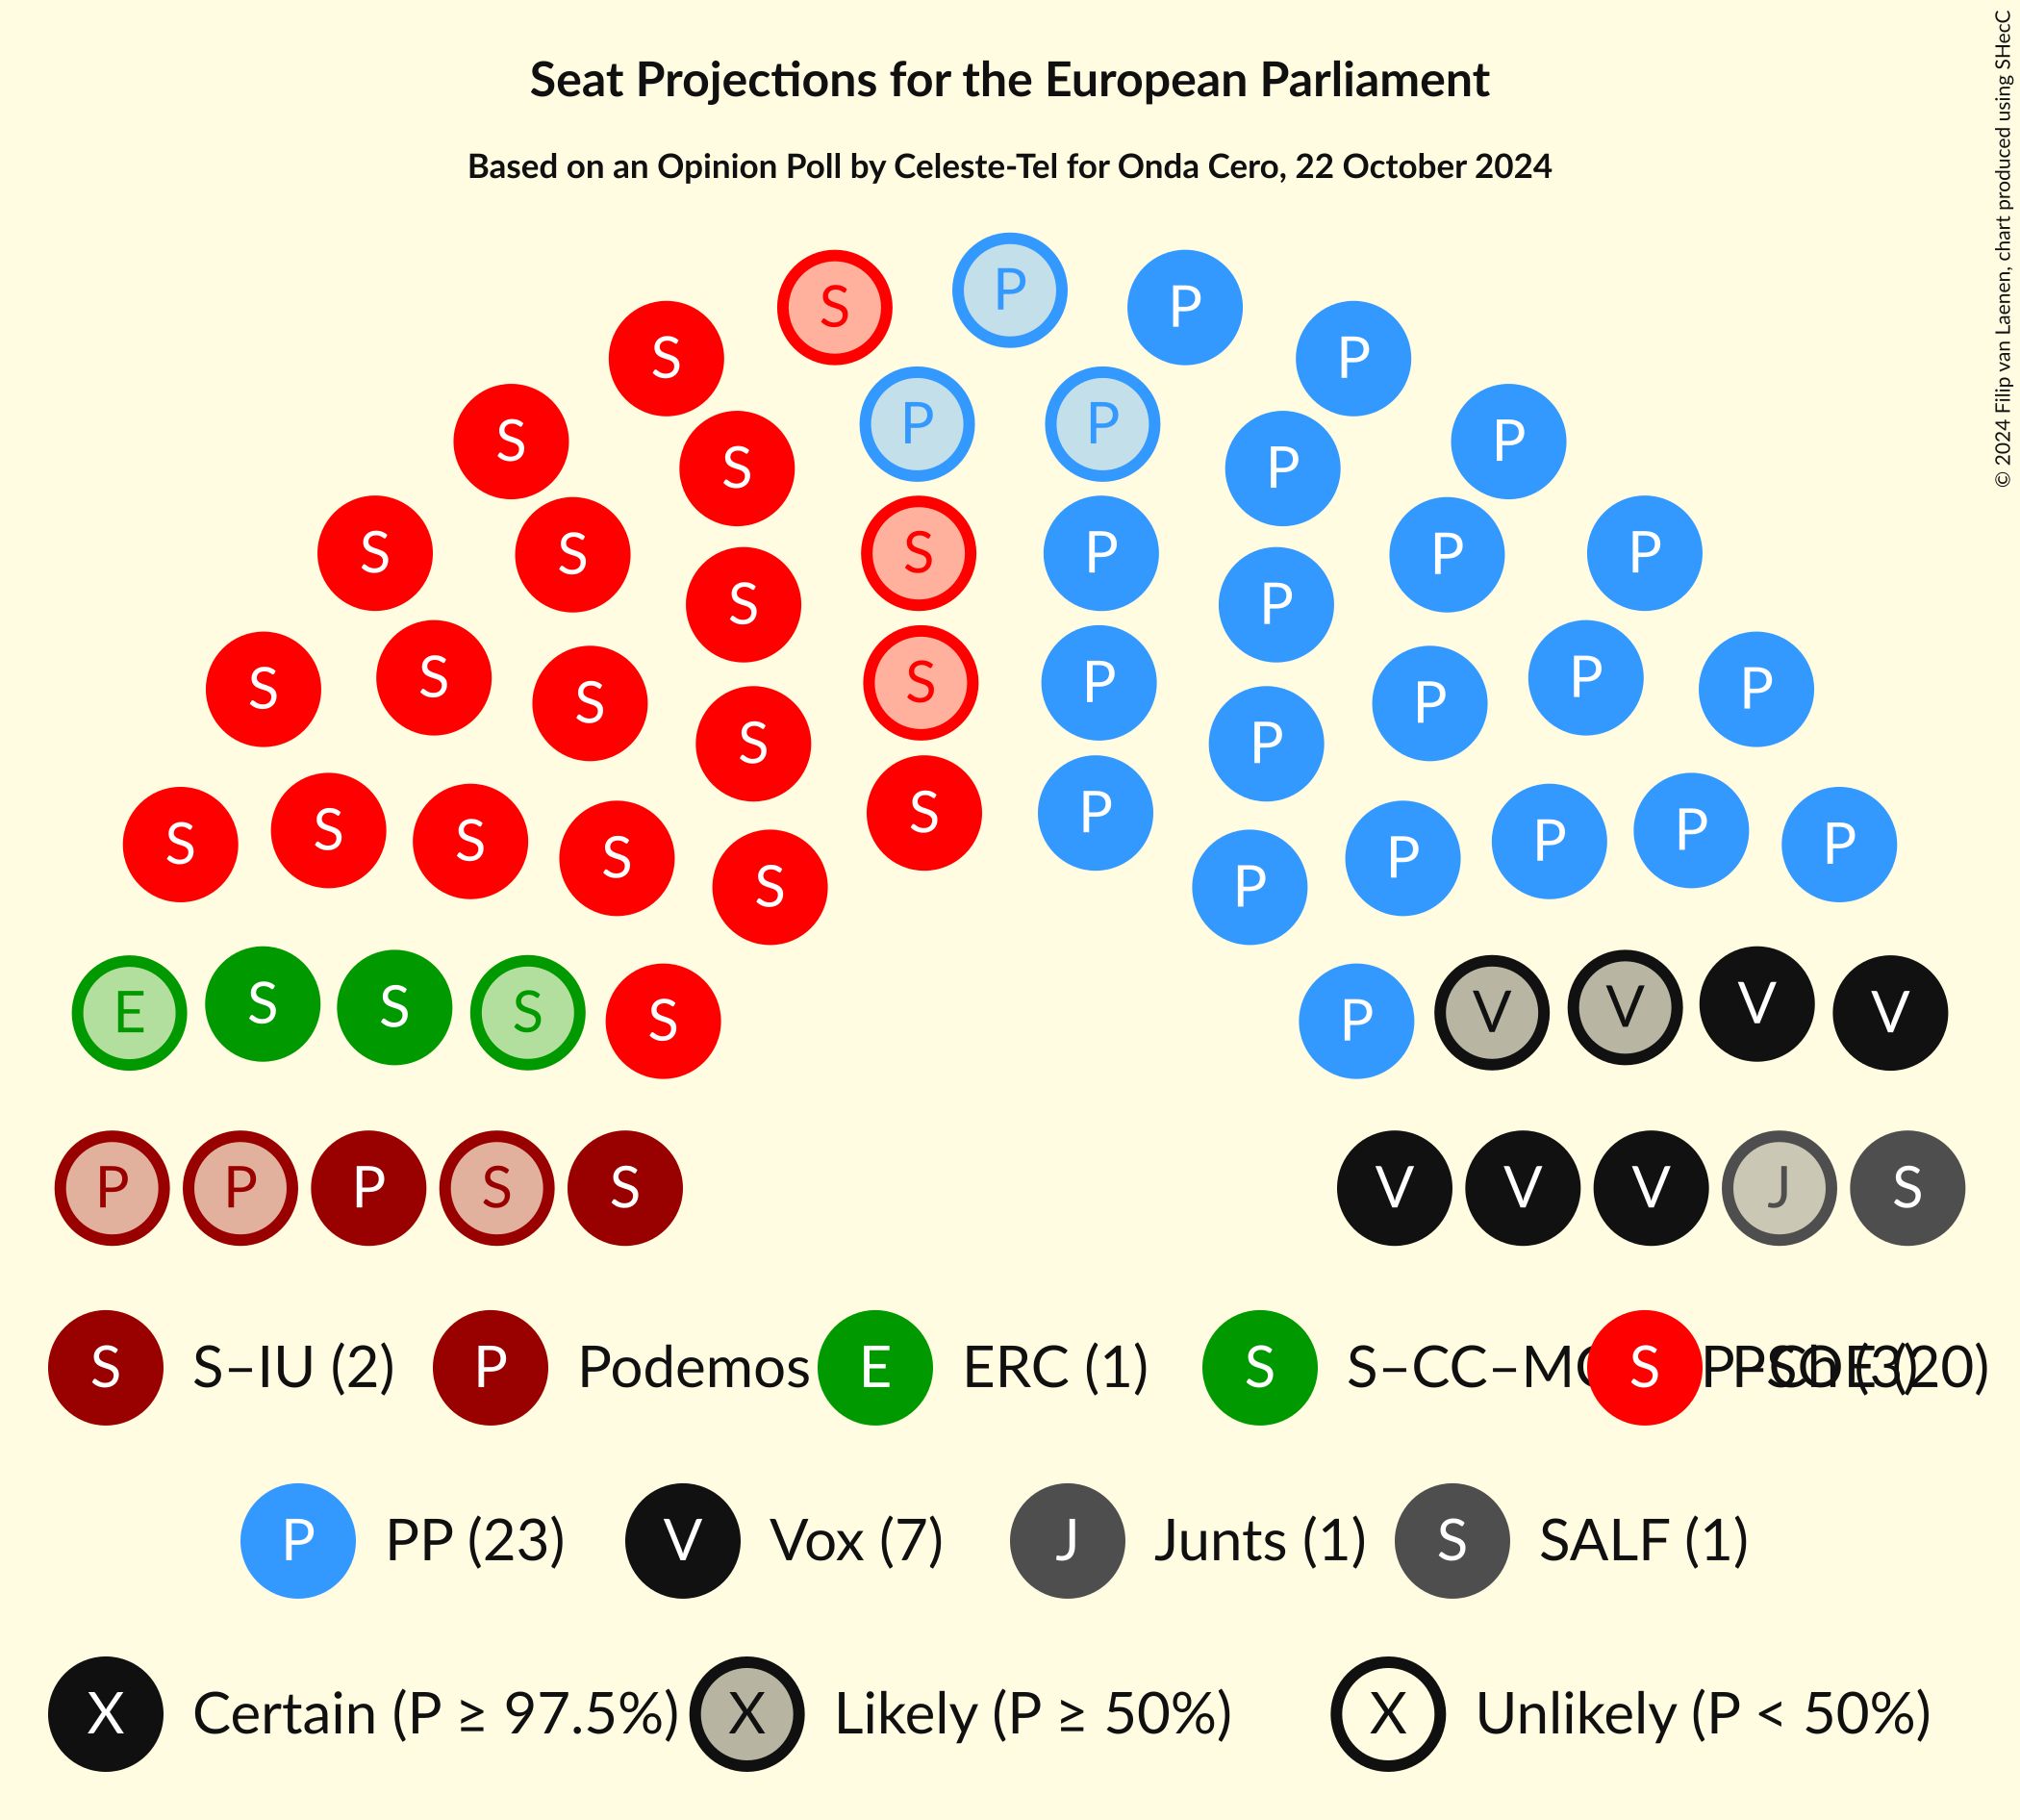 Seat Projections for the European Parliament
Based on an Opinion Poll by Celeste-Tel for Onda Cero, 22 October 2024
© 2024 Filip van Laenen, chart produced using SHecC
P
S P
S P
S P P P
S S P P
S S P
S S P P
S S P P
S S P P
S S P P
S S P P
S S P P
S S P P
S S P P
S S P P
E S S S S P V V V V
P P P S S V V V J S
S S–IU (2) P Podemos E ERC (1) S S–CC–M S PSOE (20)
P PP (23) V Vox (7) J Junts (1) S SALF (1)
X Certain (P ≥ 97.5%) X Likely (P ≥ 50%) X Unlikely (P < 50%)